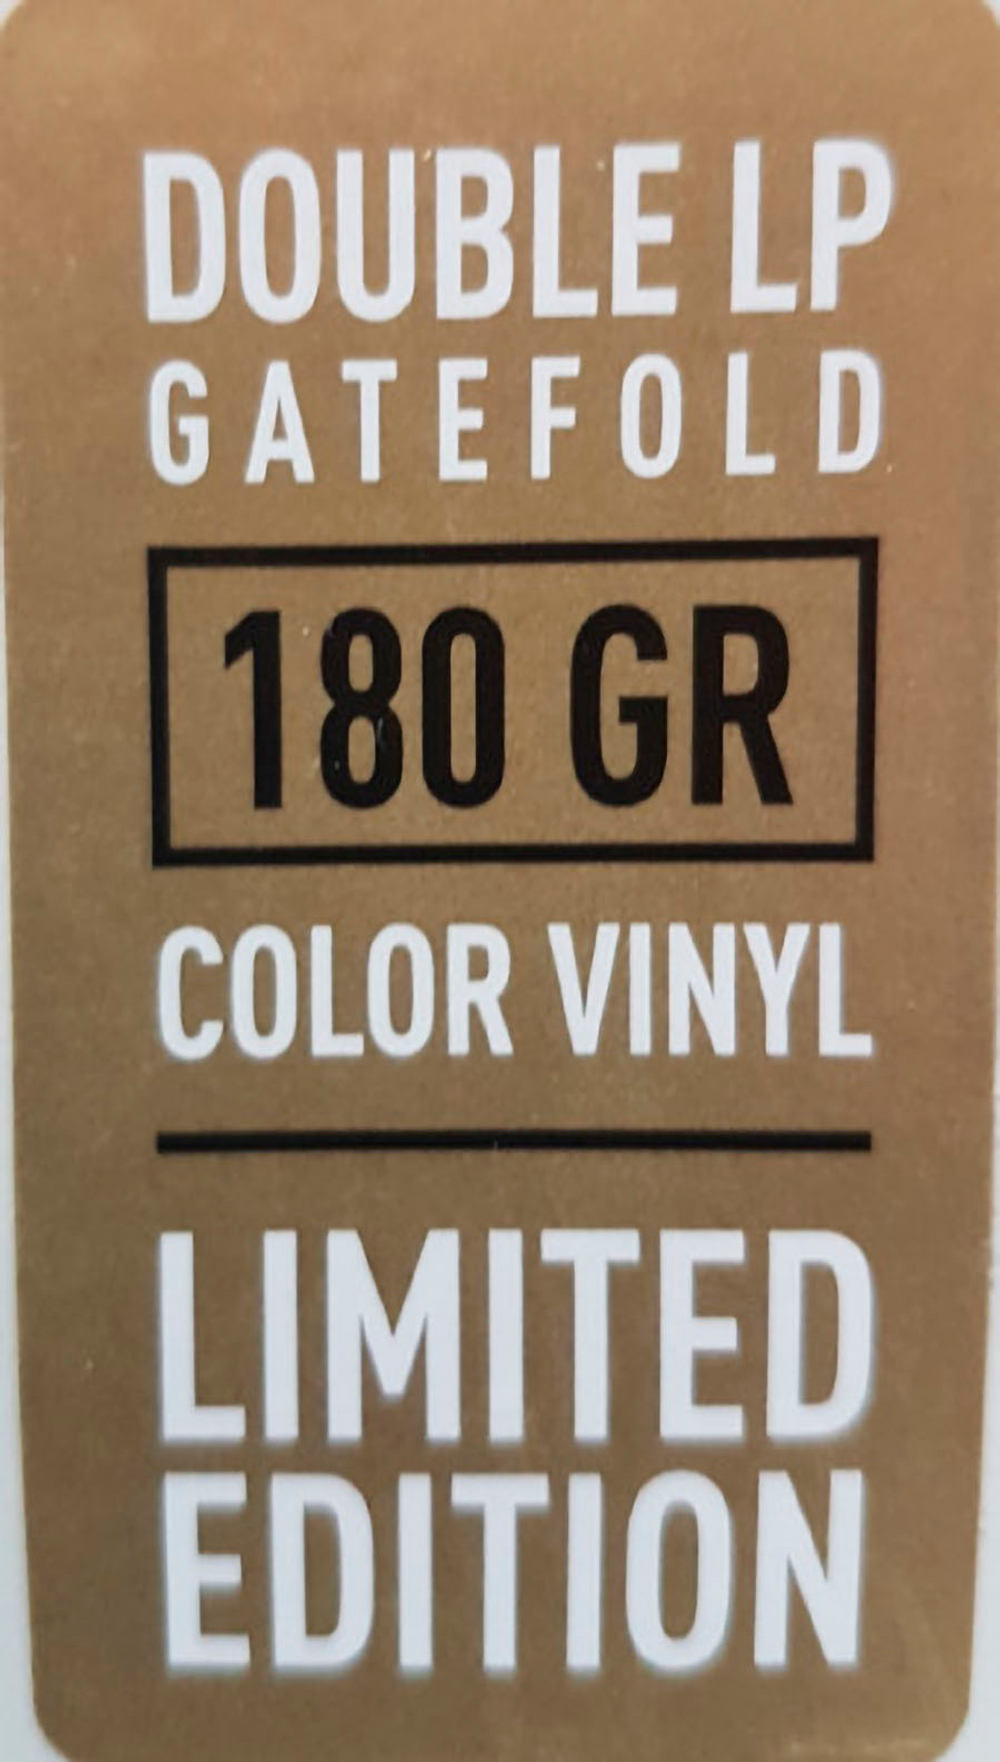 DOUBLE LP
GATEFOLD
180 GR
COLOR VINYL
LIMITED
EDITION